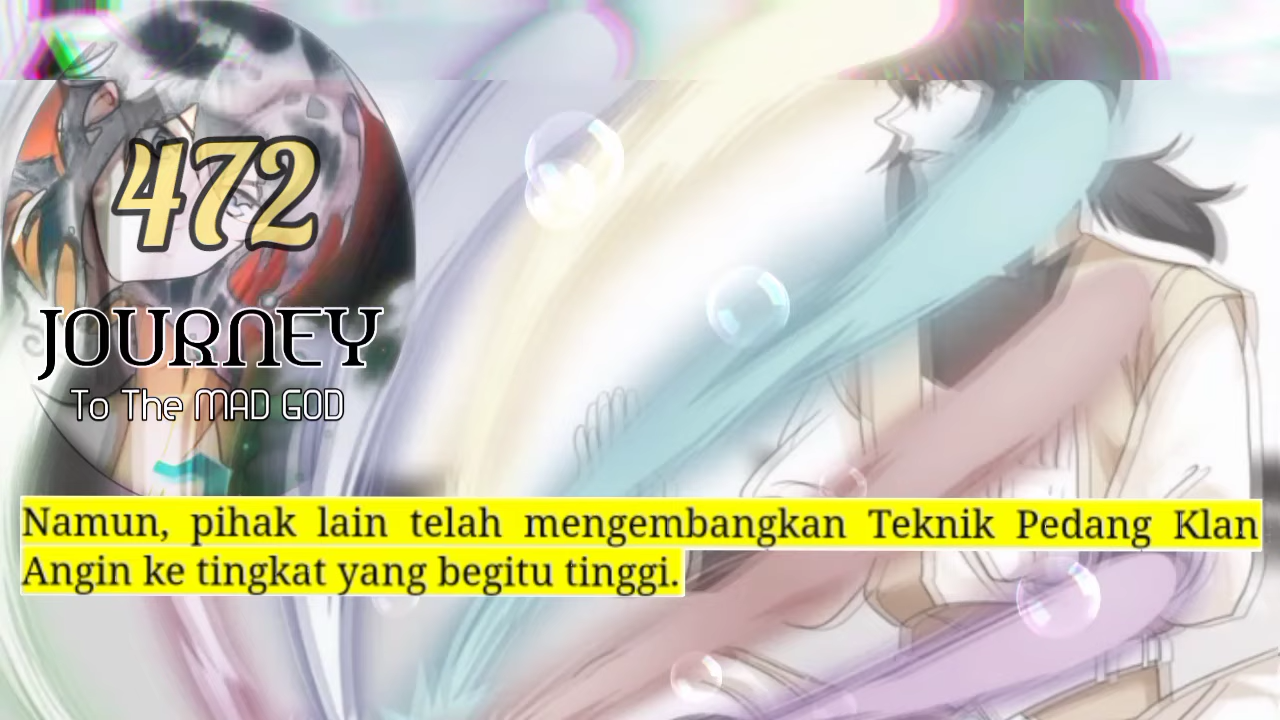 472
JOURNEY
To The MAD GOD
Namun, pihak lain telah mengembangkan Teknik Pedang Klan
Angin ke tingkat yang begitu tinggi.